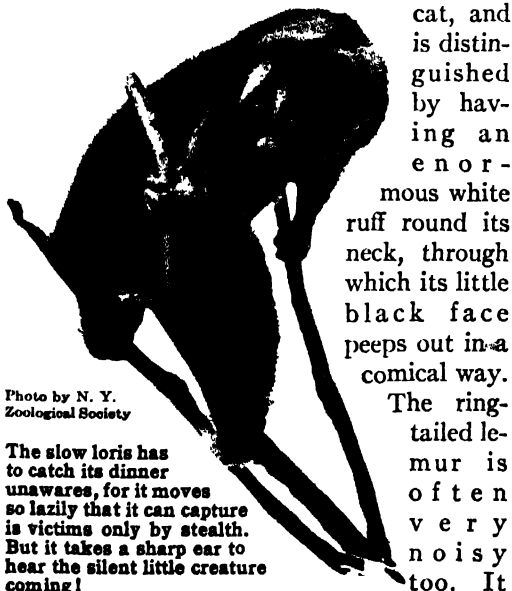 cat, and
is distin-
guished
by hav-
ing an
enor-
mous white
ruff round its
neck, through
which its little
black face
peeps out in a
comical way.
The ring-
tailed le-
mur is
often
very
noisy
too. It
Photo by N. Y.
Zoological Society
The slow loris has
to catch its dinner
unawares, for it moves
so lazily that it can capture
is victims only by stealth.
But it takes a sharp ear to
hear the silent little creature
coming!